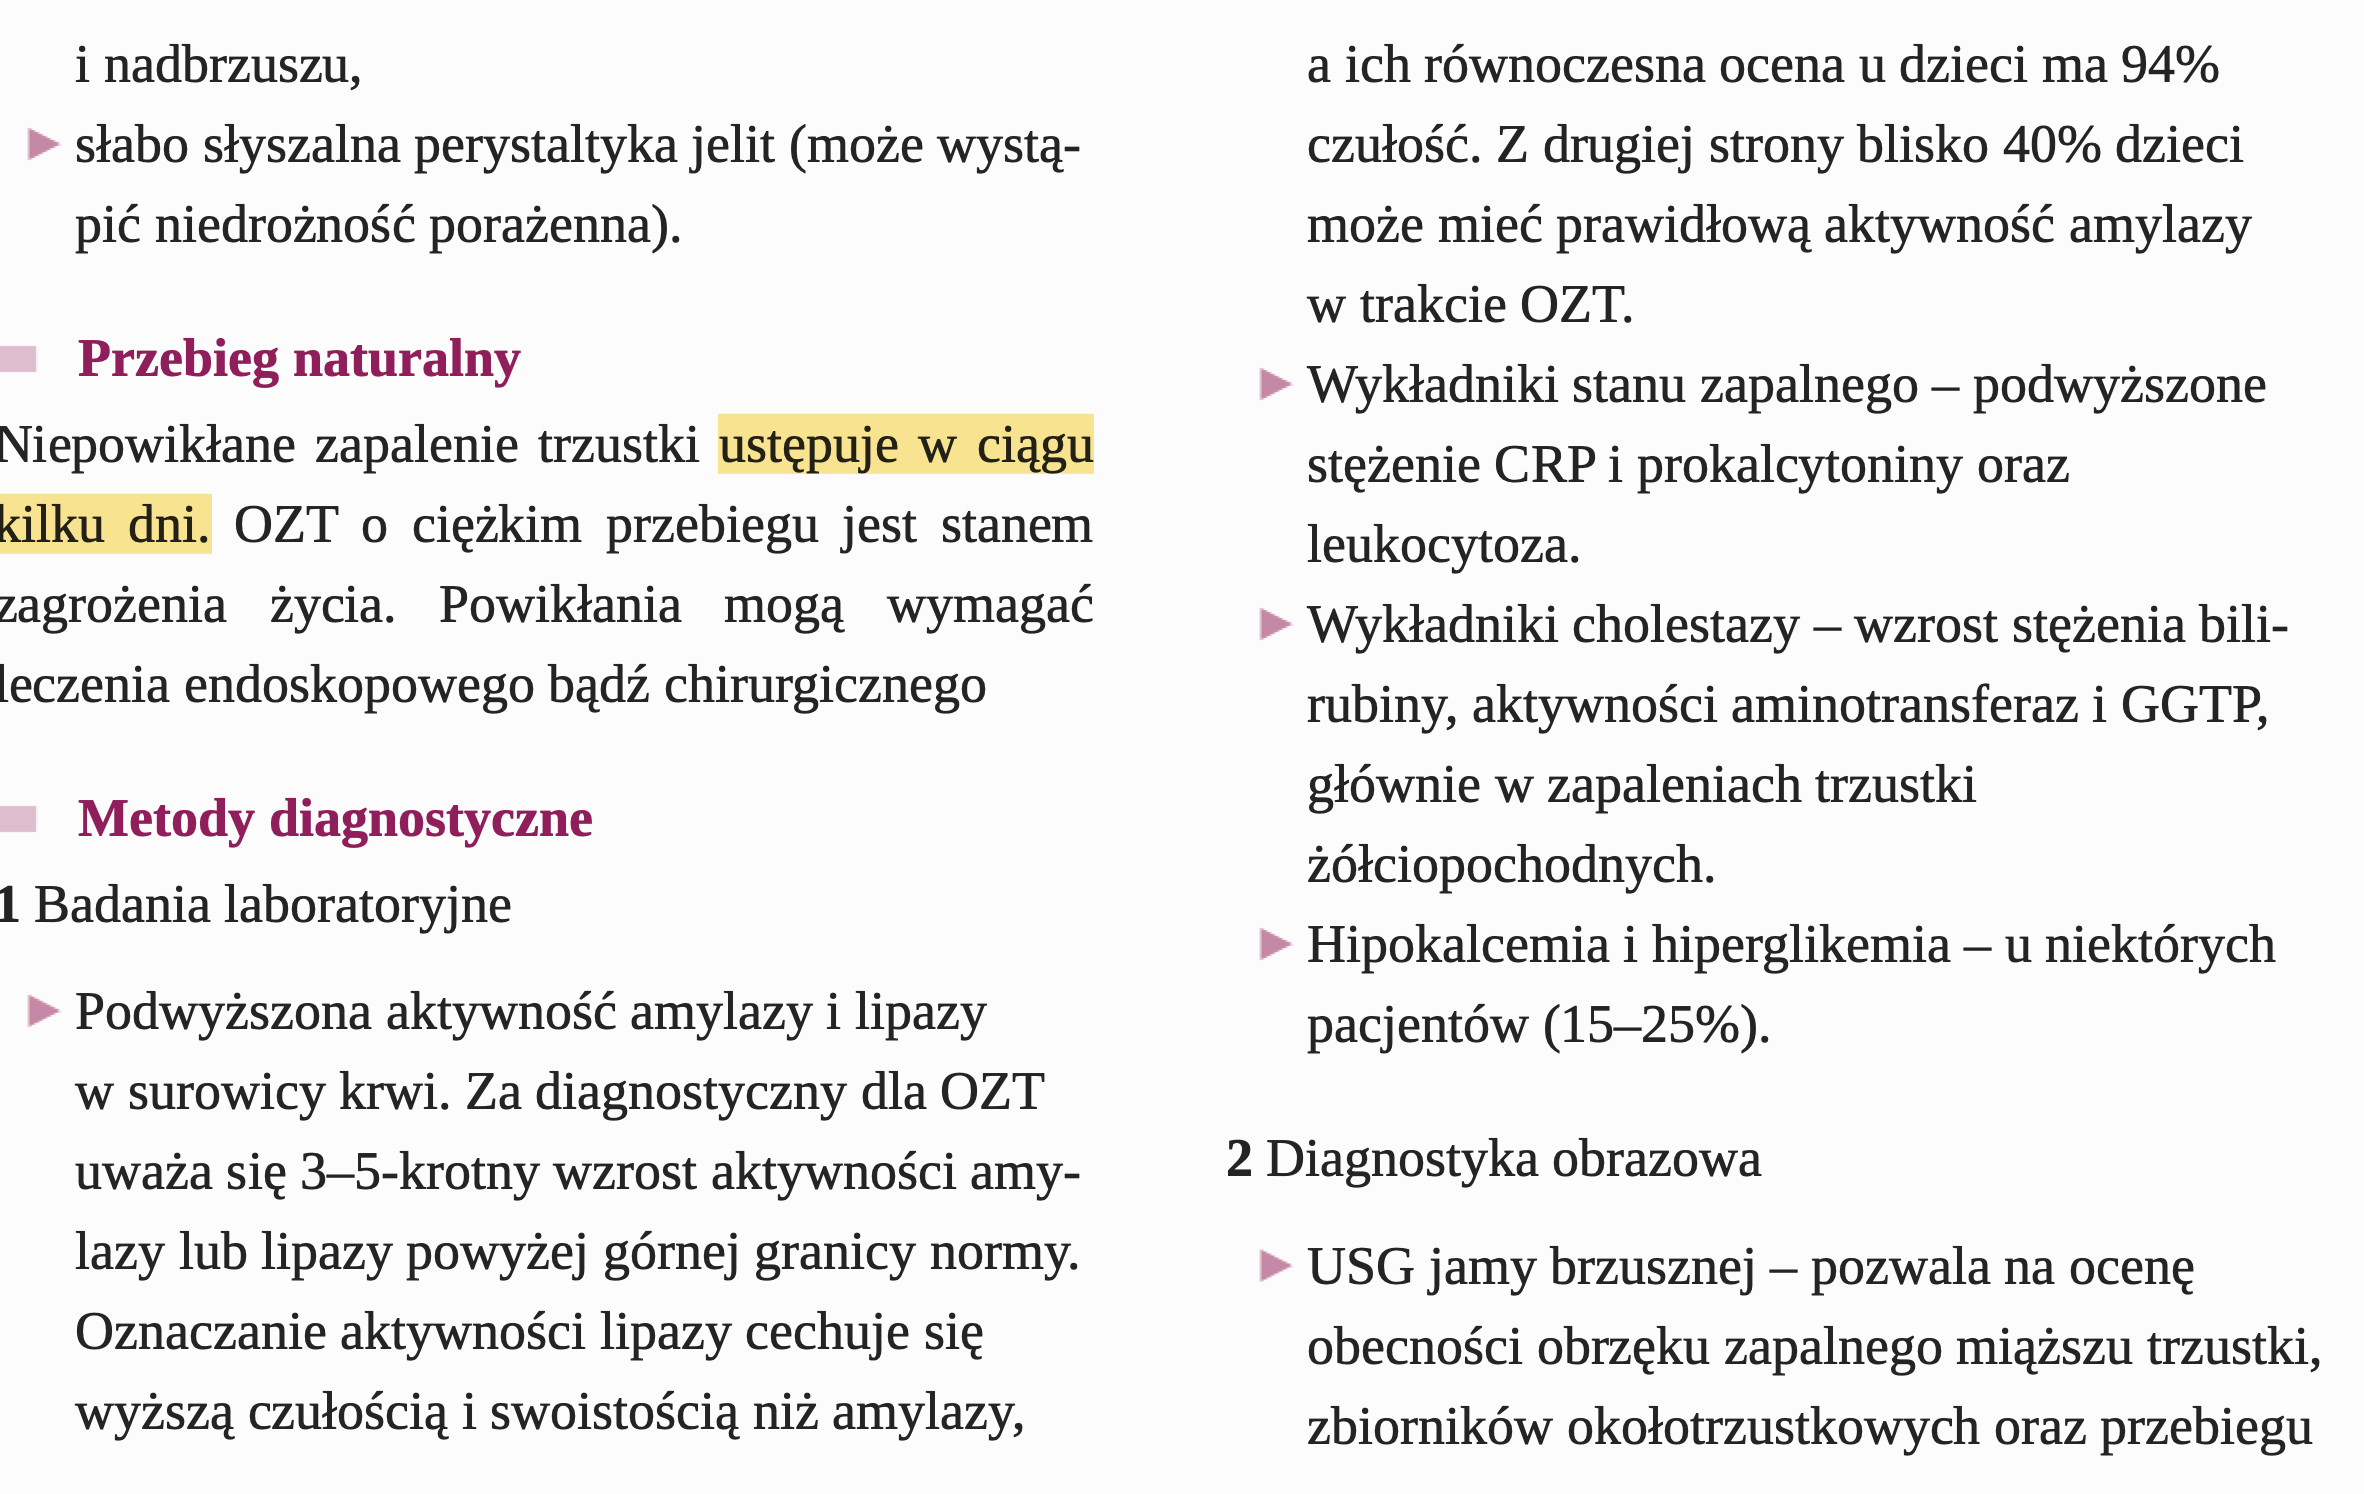 i nadbrzuszu,
słabo słyszalna perystaltyka jelit (może wystą-
pić niedrożność porażenna).
Przebieg naturalny
Niepowikłane zapalenie trzustki ustępuje w ciągu
kilku dni. OZT o ciężkim przebiegu jest stanem
zagrożenia życia. Powikłania mogą wymagać
leczenia endoskopowego bądź chirurgicznego
Metody diagnostyczne
1 Badania laboratoryjne
Podwyższona aktywność amylazy i lipazy
w surowicy krwi. Za diagnostyczny dla OZT
uważa się 3–5-krotny wzrost aktywności amy-
lazy lub lipazy powyżej górnej granicy normy.
Oznaczanie aktywności lipazy cechuje się
wyższą czułością i swoistością niż amylazy,
a ich równoczesna ocena u dzieci ma 94%
czułość. Z drugiej strony blisko 40% dzieci
może mieć prawidłową aktywność amylazy
w trakcie OZT.
Wykładniki stanu zapalnego – podwyższone
stężenie CRP i prokalcytoniny oraz
leukocytoza.
Wykładniki cholestazy – wzrost stężenia bili-
rubiny, aktywności aminotransferaz i GGTP,
głównie w zapaleniach trzustki
żółciopochodnych.
Hipokalcemia i hiperglikemia – u niektórych
pacjentów (15–25%).
2 Diagnostyka obrazowa
USG jamy brzusznej – pozwala na ocenę
obecności obrzęku zapalnego miąższu trzustki,
zbiorników okołotrzustkowych oraz przebiegu